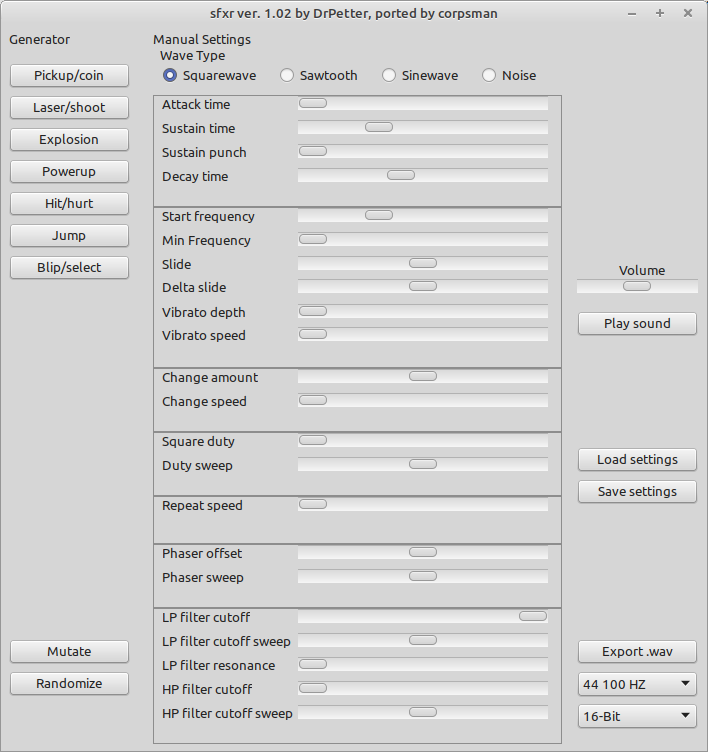 sfxr ver. 1.02 by DrPetter, ported by corpsman
Generator
Pickup/coin
Laser/shoot
Explosion
Powerup
Hit/hurt
Jump
Blip/select
Mutate
Randomize
Manual Settings
Wave Type
Squarewave Sawtooth Sinewave Noise
Attack time
Sustain time
Sustain punch
Decay time
Start frequency
Min Frequency
Slide
Delta slide
Vibrato depth
Vibrato speed
Change amount
Change speed
Square duty
Duty sweep
Repeat speed
Phaser offset
Phaser sweep
LP filter cutoff
LP filter cutoff sweep
LP filter resonance
HP filter cutoff
HP filter cutoff sweep
Volume
Play sound
Load settings
Save settings
Export .wav
44 100 HZ
16-Bit